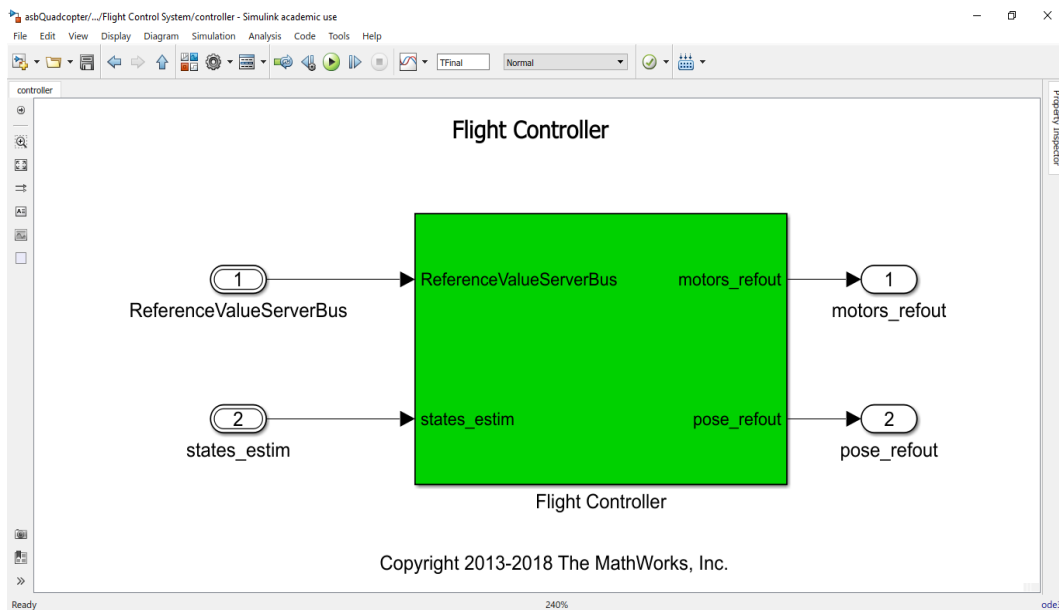 asbQuadcopter/.../Flight Control System/controller - Simulink academic use
File Edit View Display Diagram Simulation Analysis Code Tools Help
TFinal Normal
controller
Property Inspector
Flight Controller
1 ReferenceValueServerBus motors_refout 1
ReferenceValueServerBus motors_refout
2 states_estim pose_refout 2
states_estim pose_refout
Flight Controller
Copyright 2013-2018 The MathWorks, Inc.
Ready 240%